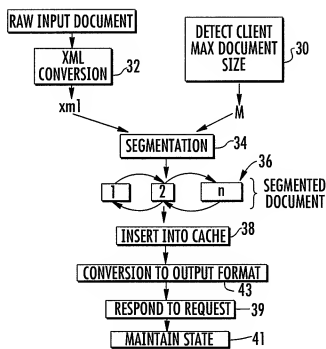 RAW INPUT DOCUMENT
XML
CONVERSION
32
xml
DETECT CLIENT
MAX DOCUMENT
SIZE
30
M
SEGMENTATION
34
1
2
n
36
SEGMENTED
DOCUMENT
INSERT INTO CACHE
38
CONVERSION TO OUTPUT FORMAT
43
RESPOND TO REQUEST
39
MAINTAIN STATE
41